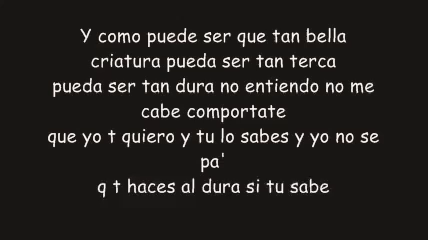 Y como puede ser que tan bella
criatura pueda ser tan terca
pueda ser tan dura no entiendo no me
cabe comportate
que yo t quiero y tu lo sabes y yo no se
pa'
q t haces al dura si tu sabe